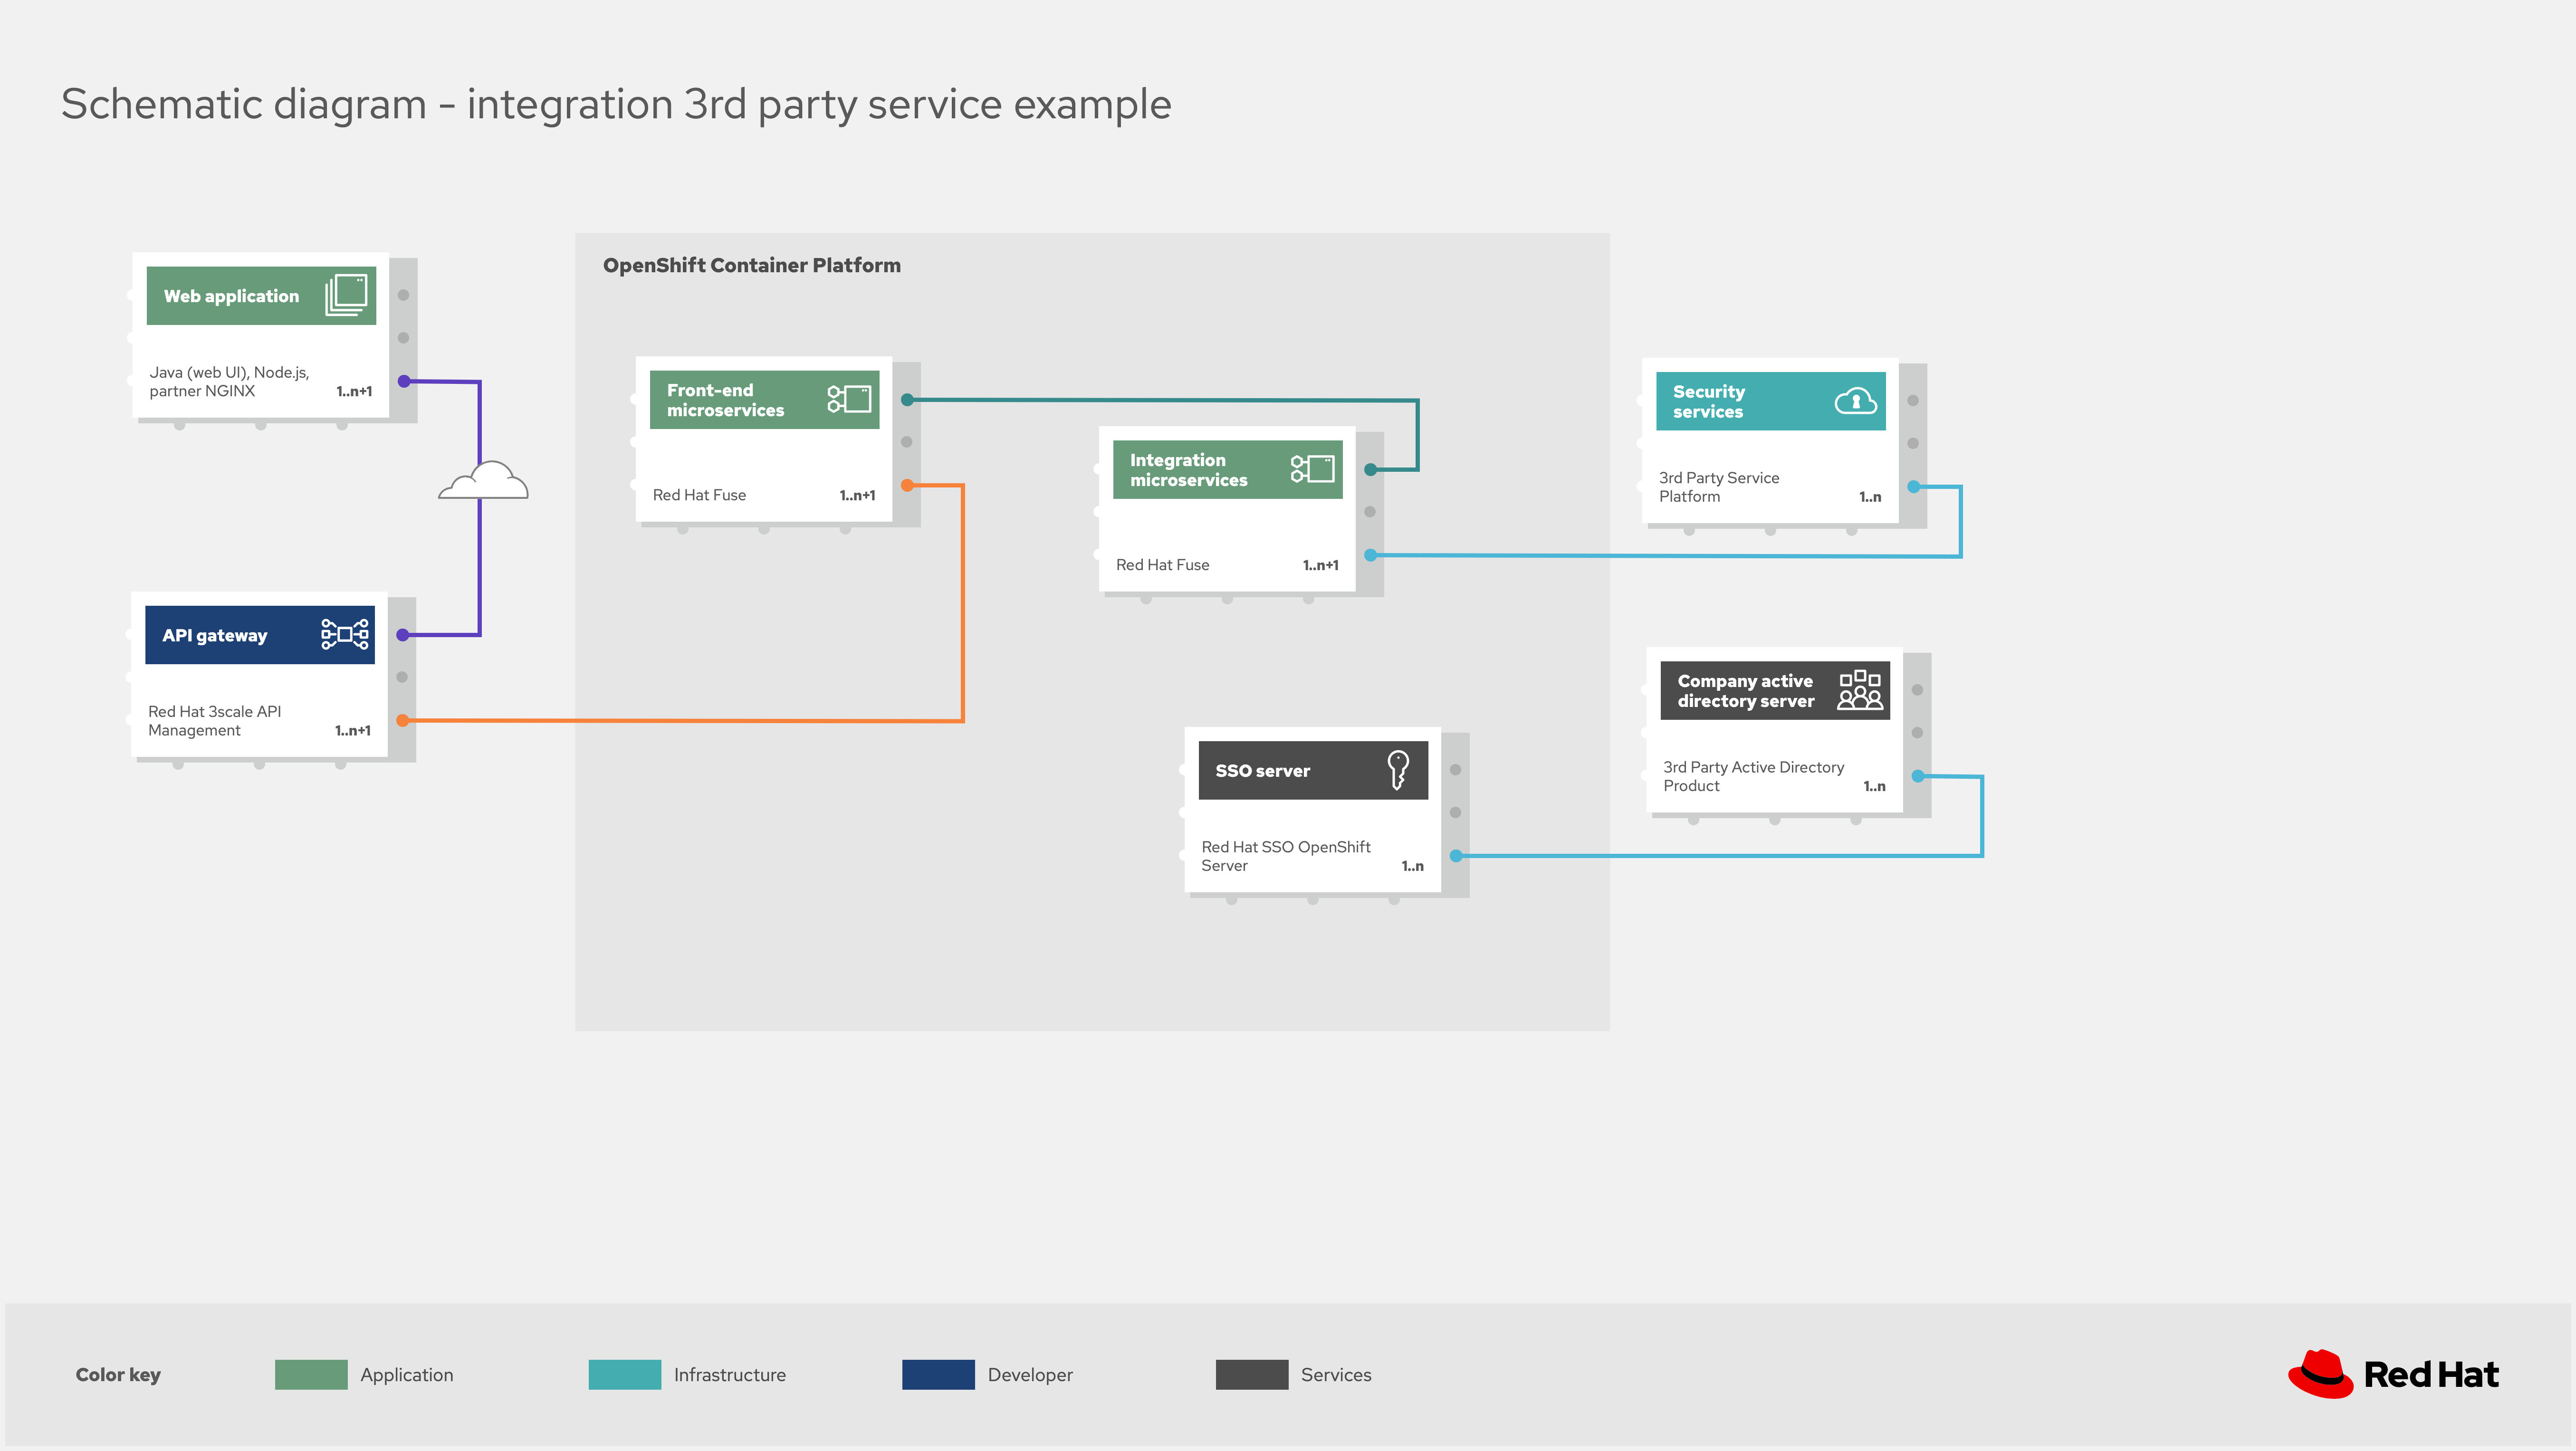 Schematic diagram - integration 3rd party service example
Web application
Java (web UI), Node.js,
partner NGINX
1..n+1
API gateway
Red Hat 3scale API
Management
1..n+1
OpenShift Container Platform
Front-end
microservices
Red Hat Fuse
1..n+1
Integration
microservices
Red Hat Fuse
1..n+1
SSO server
Red Hat SSO OpenShift
Server
1..n
Security
services
3rd Party Service
Platform
1..n
Company active
directory server
3rd Party Active Directory
Product
1..n
Color key
Application
Infrastructure
Developer
Services
Red Hat